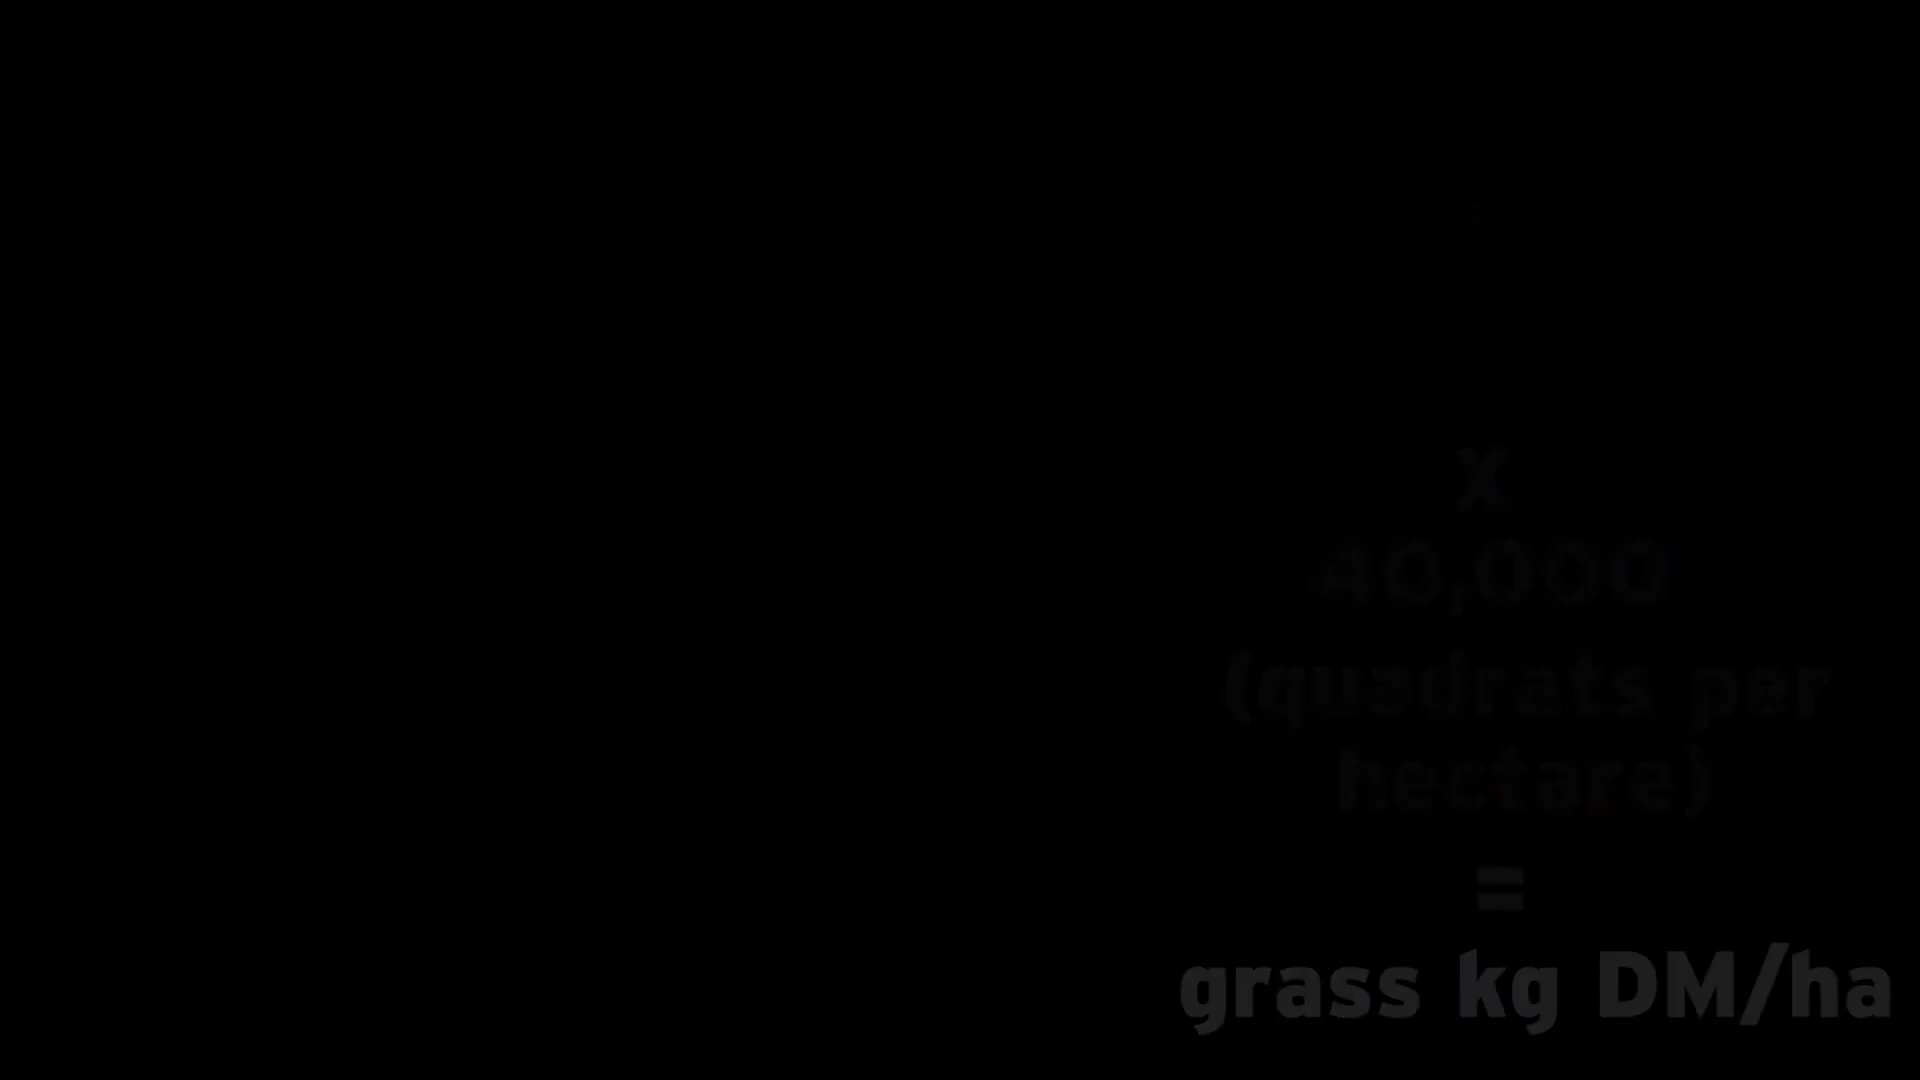 x
x
40,000
(quadrats per
hectare)
=
grass kg DM/ha